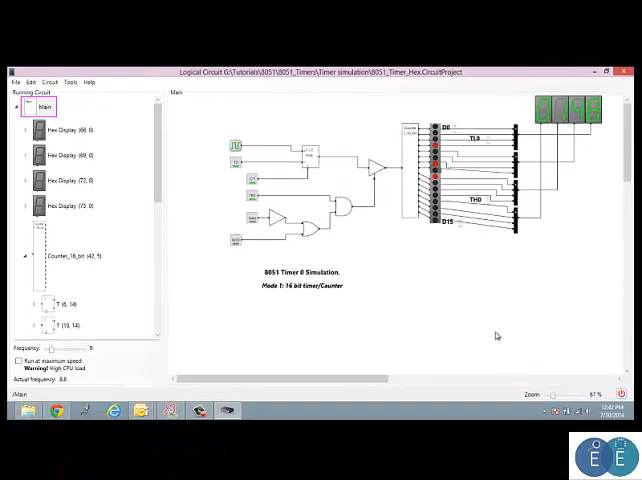 Logical Circuit G:\Tutorials\8051\8051_Timers\Timer simulation\8051_Timer_Hex.CircuitProject
File Edit Circuit Tools Help
Running Circuit
Main
Main
Hex Display (66, 0)
Hex Display (69, 0)
Hex Display (72, 0)
Hex Display (75, 0)
Counter_16_bit (42, 5)
T (6, 14)
T (10, 14)
Frequency: 9
Run at maximum speed
Warning! High CPU load
Actual frequency: 8.8
D0
TL0
TH0
D15
8051 Timer 0 Simulation.
Mode 1: 16 bit timer/Counter
/Main
Zoom: 67 %
12:42 PM
7/30/2014
O E
O E